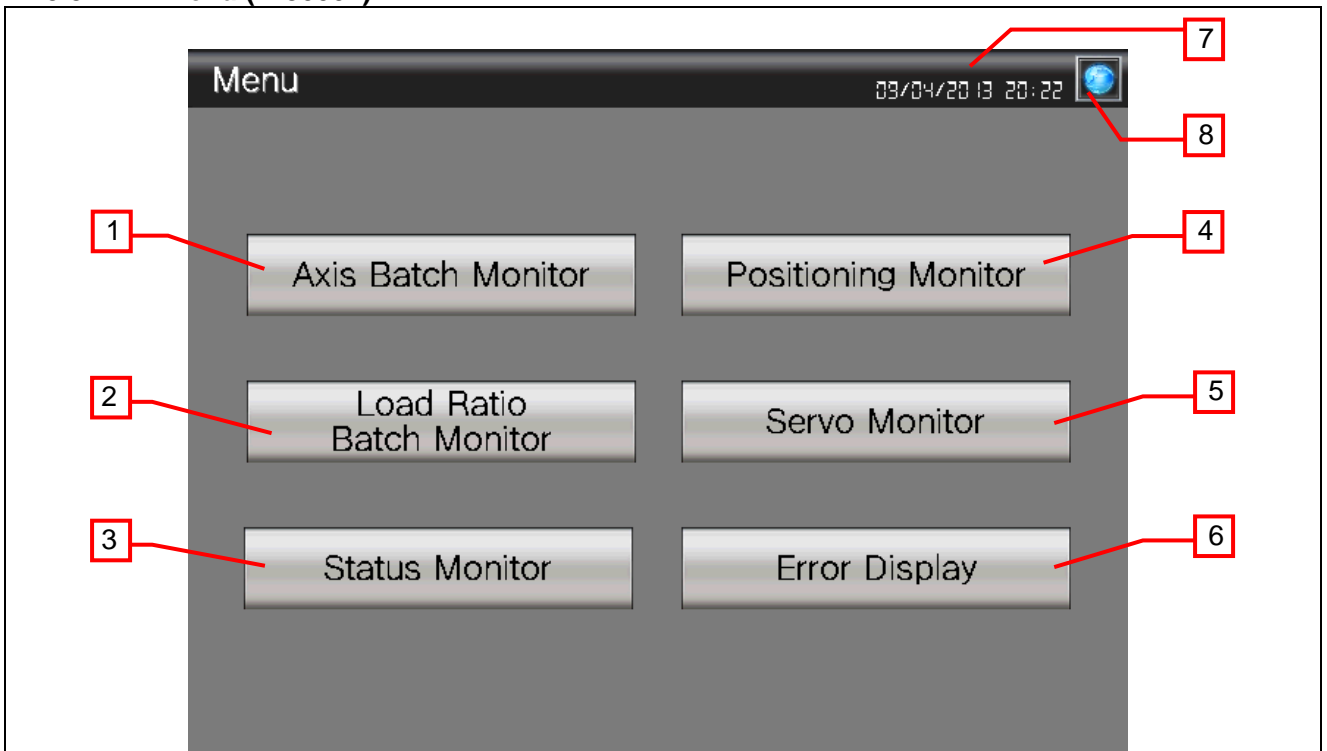 7
Menu
09/04/2013 20:22
8
1
4
Axis Batch Monitor
Positioning Monitor
2
5
Load Ratio
Batch Monitor
Servo Monitor
3
6
Status Monitor
Error Display